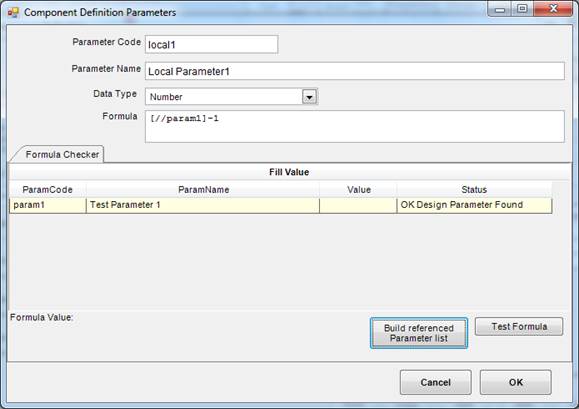 Component Definition Parameters
Parameter Code local1
Parameter Name Local Parameter1
Data Type Number
Formula [//param1]-1
Formula Checker
Fill Value
ParamCode ParamName Value Status
param1 Test Parameter 1 OK Design Parameter Found
Formula Value:
Build referenced
Parameter list
Test Formula
Cancel OK